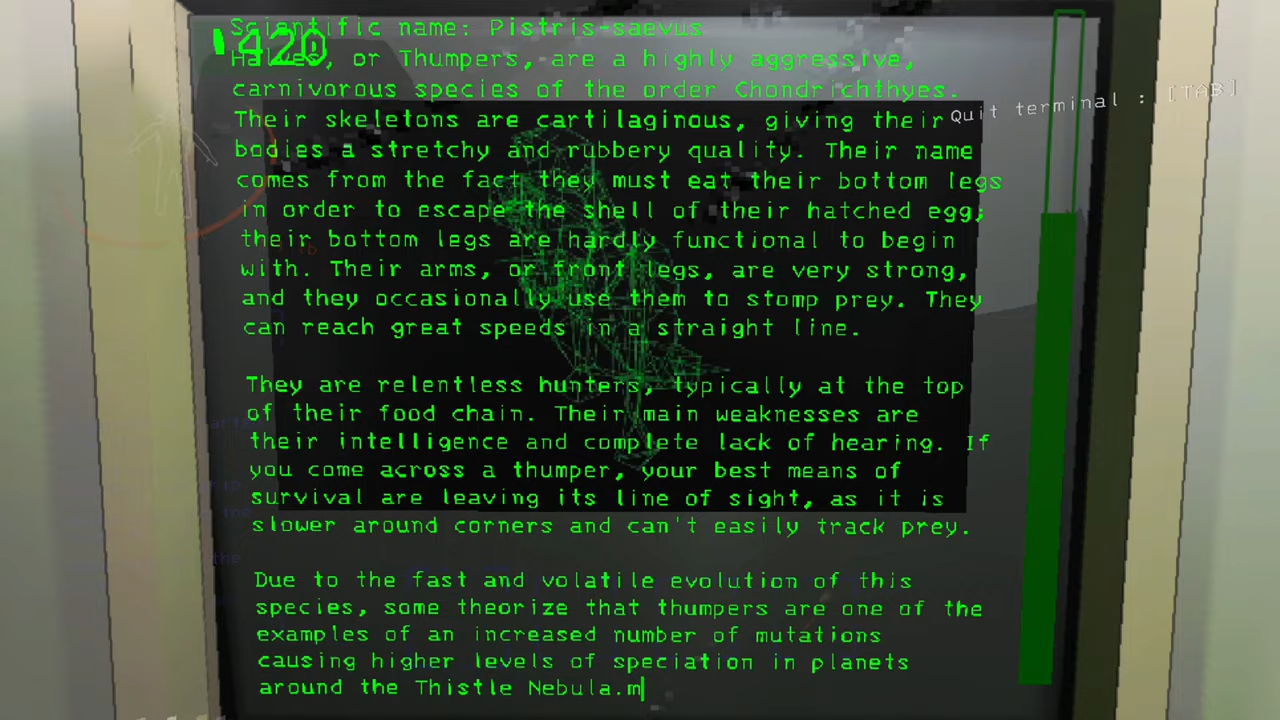 Scientific name: Pistris-saevus
420
Halves, or Thumpers, are a highly aggressive,
carnivorous species of the order Chondrichthyes.
Quit terminal : [TAB]
Their skeletons are cartilaginous, giving their
bodies a stretchy and rubbery quality. Their name
comes from the fact they must eat their bottom legs
in order to escape the shell of their hatched egg;
their bottom legs are hardly functional to begin
with. Their arms, or front legs, are very strong,
and they occasionally use them to stomp prey. They
can reach great speeds in a straight line.
They are relentless hunters, typically at the top
of their food chain. Their main weaknesses are
their intelligence and complete lack of hearing. If
you come across a thumper, your best means of
survival are leaving its line of sight, as it is
slower around corners and can't easily track prey.
Due to the fast and volatile evolution of this
species, some theorize that thumpers are one of the
examples of an increased number of mutations
causing higher levels of speciation in planets
around the Thistle Nebula.m